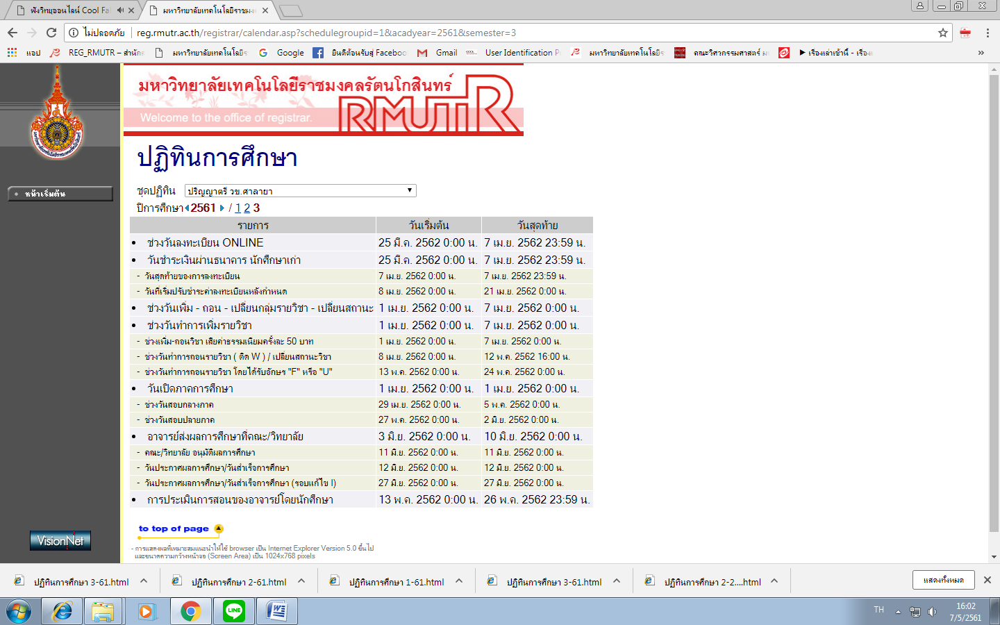 ฟังวิทยุออนไลน์ Cool Fa
มหาวิทยาลัยเทคโนโลยีราชมง
ไม่ปลอดภัย
reg.rmutr.ac.th/registrar/calendar.asp?schedulegroupid=1&acadyear=2561&semester=3
แอป
REG_RMUTR – สำนัก
มหาวิทยาลัยเทคโนโลยีร
Google
ยินดีต้อนรับสู่ Faceboo
Gmail
User Identification P
มหาวิทยาลัยเทคโนโลยีร
คณะวิศวกรรมศาสตร์ ม
▶ เรื่องเล่าเช้านี้ - เรื่อง
»
มหาวิทยาลัยเทคโนโลยีราชมงคลรัตนโกสินทร์
Welcome to the office of registrar.
RMUTR
ปฏิทินการศึกษา
หน้าเริ่มต้น
ชุดปฏิทิน ปริญญาตรี วข.ศาลายา
ปีการศึกษา 2561 / 1 2 3
รายการ วันเริ่มต้น วันสุดท้าย
• ช่วงวันลงทะเบียน ONLINE 25 มี.ค. 2562 0:00 น. 7 เม.ย. 2562 23:59 น.
• วันชำระเงินผ่านธนาคาร นักศึกษาเก่า 25 มี.ค. 2562 0:00 น. 7 เม.ย. 2562 23:59 น.
- วันสุดท้ายของการลงทะเบียน 7 เม.ย. 2562 0:00 น. 7 เม.ย. 2562 23:59 น.
- วันที่เริ่มปรับชำระค่าลงทะเบียนหลังกำหนด 8 เม.ย. 2562 0:00 น. 21 เม.ย. 2562 0:00 น.
• ช่วงวันเพิ่ม - ถอน - เปลี่ยนกลุ่มรายวิชา - เปลี่ยนสถานะ 1 เม.ย. 2562 0:00 น. 7 เม.ย. 2562 0:00 น.
• ช่วงวันทำการเพิ่มรายวิชา 1 เม.ย. 2562 0:00 น. 7 เม.ย. 2562 0:00 น.
- ช่วงเพิ่ม-ถอนวิชา เสียค่าธรรมเนียมครั้งละ 50 บาท 1 เม.ย. 2562 0:00 น. 7 เม.ย. 2562 0:00 น.
- ช่วงวันทำการถอนรายวิชา ( ติด W ) / เปลี่ยนสถานะวิชา 8 เม.ย. 2562 0:00 น. 12 พ.ค. 2562 16:00 น.
- ช่วงวันทำการถอนรายวิชา โดยได้รับอักษร "F" หรือ "U" 13 พ.ค. 2562 0:00 น. 24 พ.ค. 2562 0:00 น.
• วันเปิดภาคการศึกษา 1 เม.ย. 2562 0:00 น. 1 เม.ย. 2562 0:00 น.
- ช่วงวันสอบกลางภาค 29 เม.ย. 2562 0:00 น. 5 พ.ค. 2562 0:00 น.
- ช่วงวันสอบปลายภาค 27 พ.ค. 2562 0:00 น. 2 มิ.ย. 2562 0:00 น.
• อาจารย์ส่งผลการศึกษาที่คณะ/วิทยาลัย 3 มิ.ย. 2562 0:00 น. 10 มิ.ย. 2562 0:00 น.
- คณะ/วิทยาลัย อนุมัติผลการศึกษา 11 มิ.ย. 2562 0:00 น. 11 มิ.ย. 2562 0:00 น.
- วันประกาศผลการศึกษา/วันสำเร็จการศึกษา 12 มิ.ย. 2562 0:00 น. 12 มิ.ย. 2562 0:00 น.
- วันประกาศผลการศึกษา/วันสำเร็จการศึกษา (รอบแก้ไข I) 27 มิ.ย. 2562 0:00 น. 27 มิ.ย. 2562 0:00 น.
• การประเมินการสอนของอาจารย์โดยนักศึกษา 13 พ.ค. 2562 0:00 น. 26 พ.ค. 2562 23:59 น.
to top of page
VisionNet
- การแสดงผลที่เหมาะสมแนะนำให้ใช้ browser เป็น Internet Explorer Version 5.0 ขึ้นไป
และขนาดความกว้างหน้าจอ (Screen Area) เป็น 1024x768 pixels
ปฏิทินการศึกษา 3-61.html
ปฏิทินการศึกษา 2-61.html
ปฏิทินการศึกษา 1-61.html
ปฏิทินการศึกษา 3-61.html
ปฏิทินการศึกษา 2-2....html
แสดงทั้งหมด
LINE
TH
16:02
7/5/2561